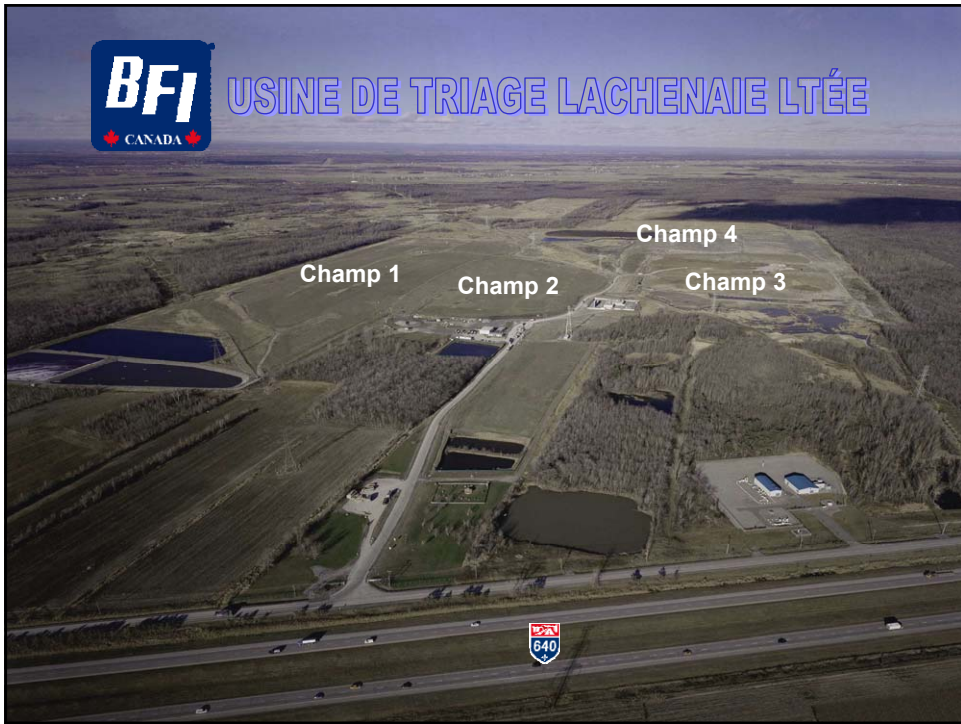 BFI
CANADA
USINE DE TRIAGE LACHENAIE LTÉE
Champ 4
Champ 1
Champ 2
Champ 3
640